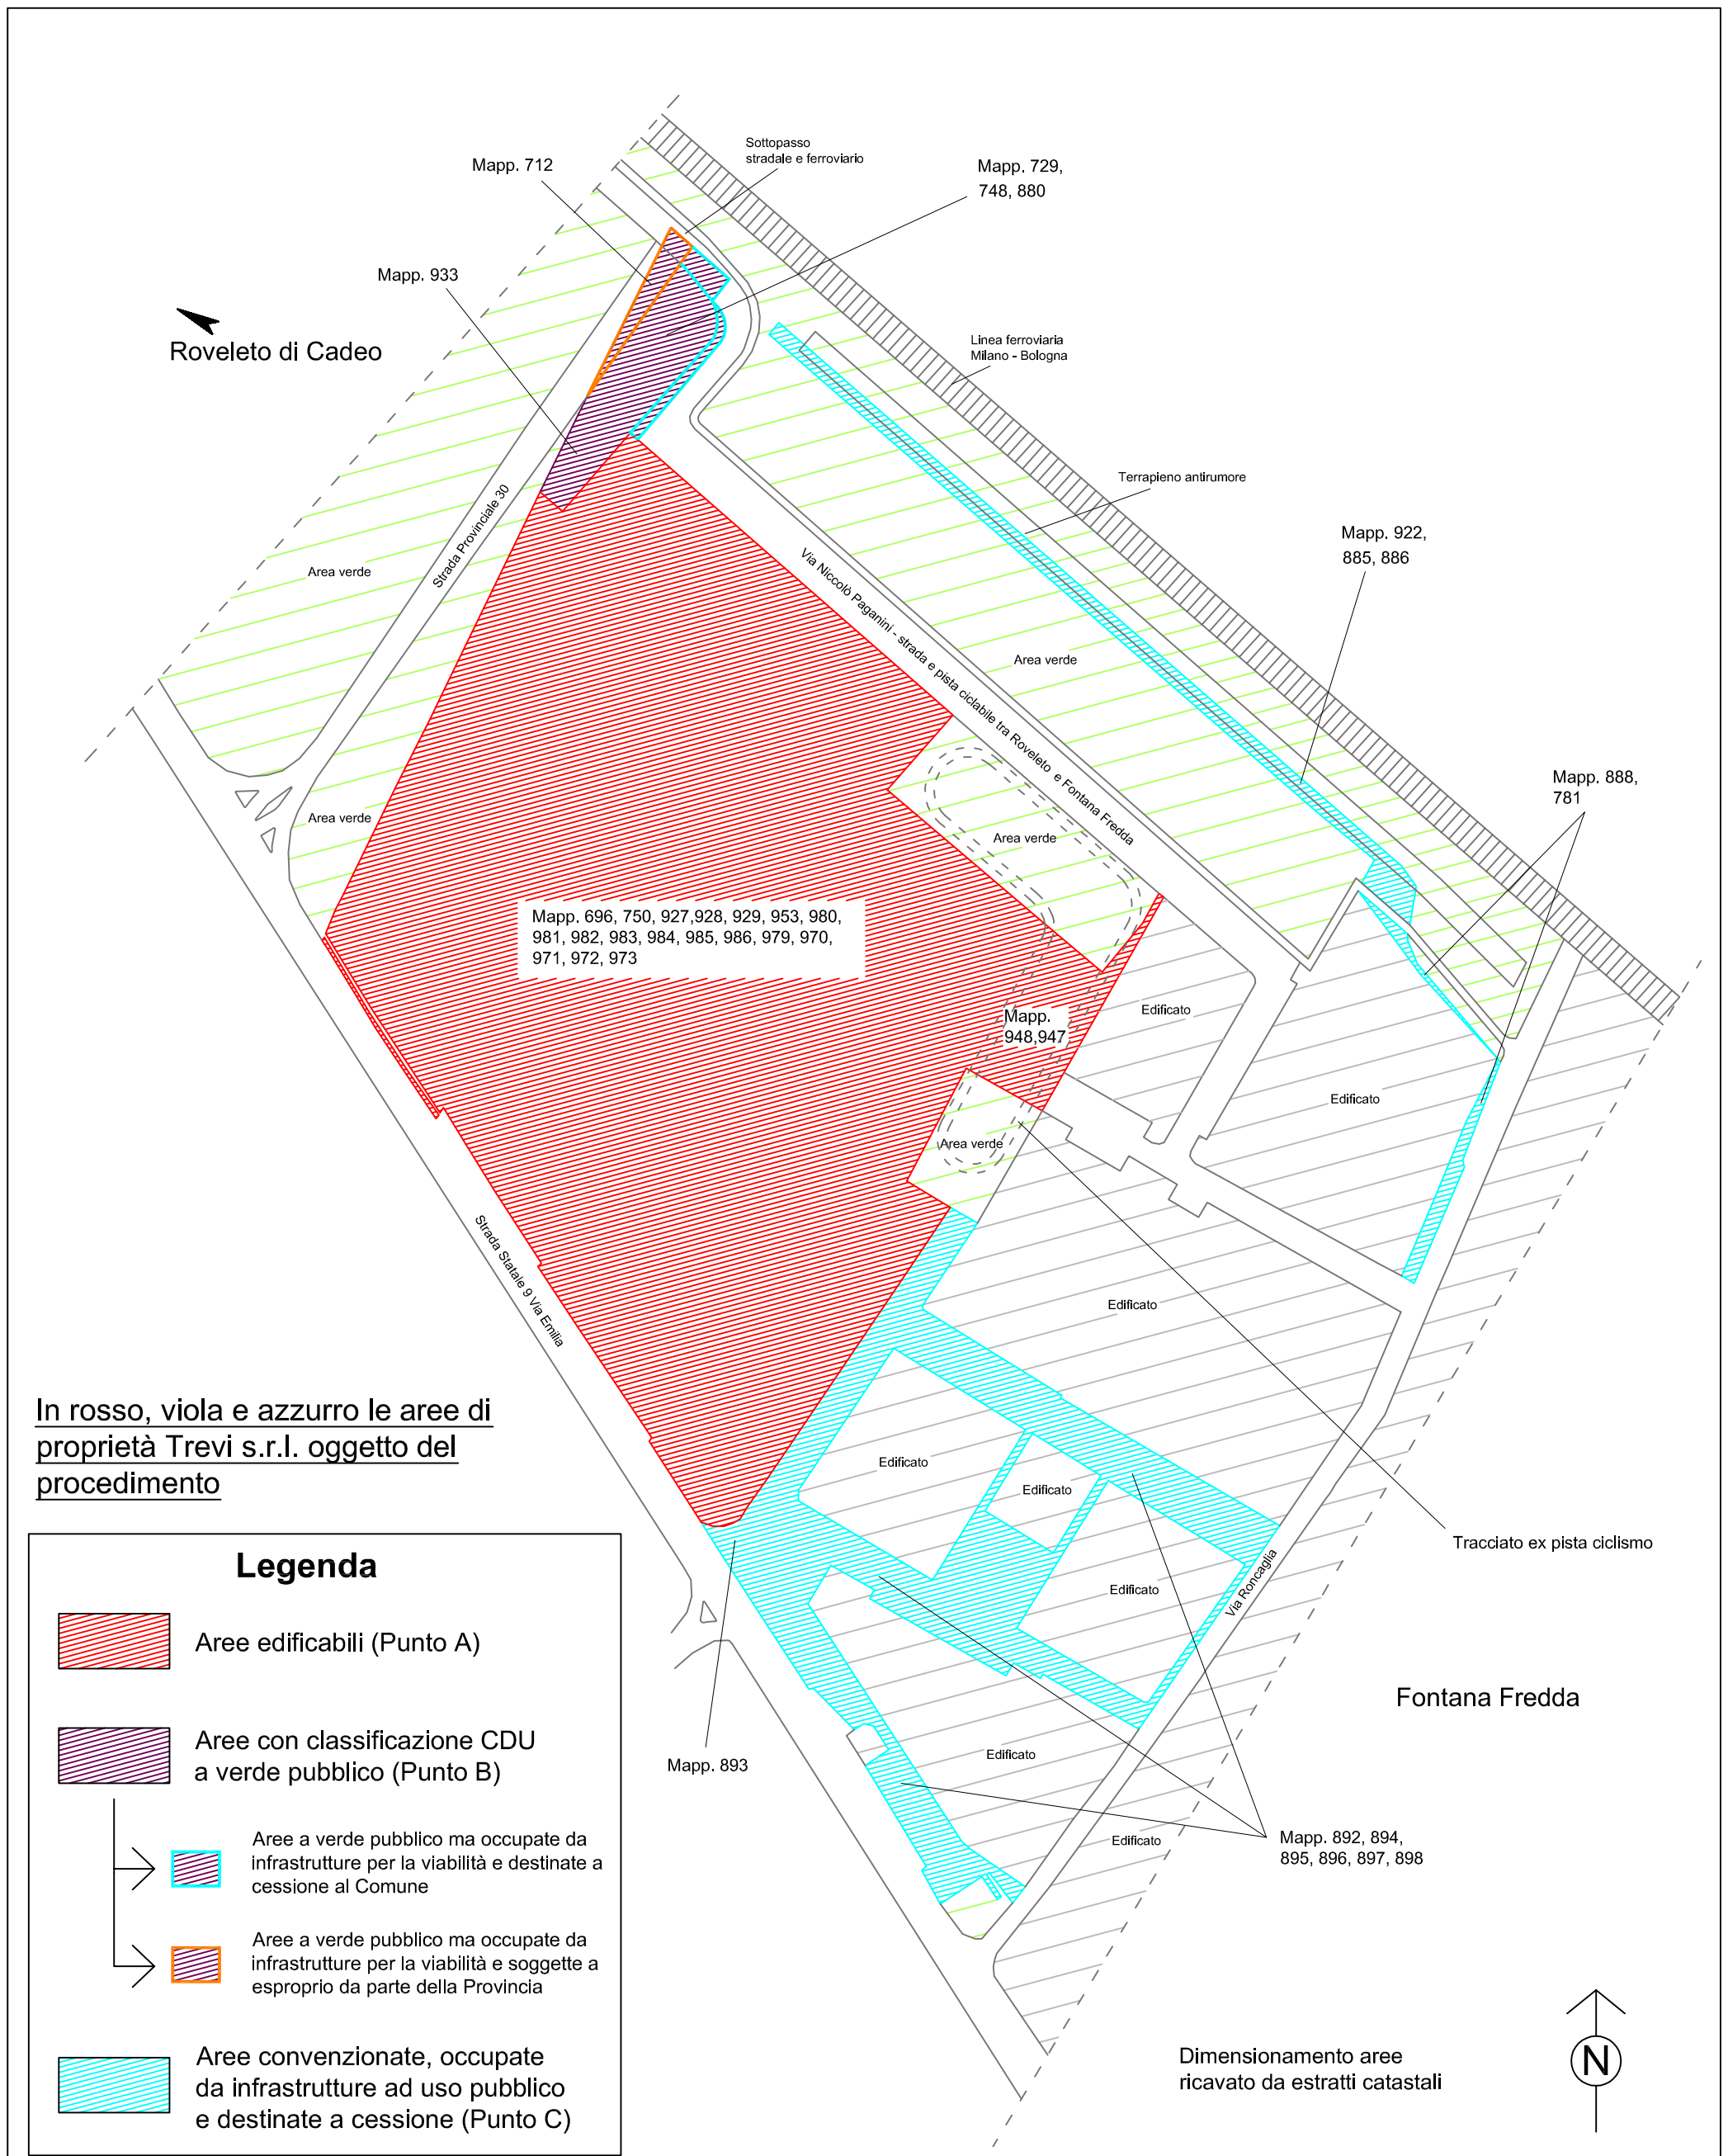 Sottopasso
stradale e ferroviario
Mapp. 712
Mapp. 729,
748, 880
Mapp. 933
Roveleto di Cadeo
Linea ferroviaria
Milano - Bologna
Terrapieno antirumore
Mapp. 922,
885, 886
Strada Provinciale 30
Area verde
Via Niccolò Paganini - strada e pista ciclabile tra Roveleto e Fontana Fredda
Area verde
Mapp. 888,
781
Area verde
Area verde
Mapp. 696, 750, 927,928, 929, 953, 980,
981, 982, 983, 984, 985, 986, 979, 970,
971, 972, 973
Mapp.
948,947
Edificato
Edificato
Area verde
Strada Statale 9 Via Emilia
Edificato
In rosso, viola e azzurro le aree di
proprietà Trevi s.r.l. oggetto del
procedimento
Edificato
Edificato
Tracciato ex pista ciclismo
Edificato
Via Roncaglia
Fontana Fredda
Edificato
Mapp. 893
Edificato
Mapp. 892, 894,
895, 896, 897, 898
Legenda
Aree edificabili (Punto A)
Aree con classificazione CDU
a verde pubblico (Punto B)
Aree a verde pubblico ma occupate da
infrastrutture per la viabilità e destinate a
cessione al Comune
Aree a verde pubblico ma occupate da
infrastrutture per la viabilità e soggette a
esproprio da parte della Provincia
Aree convenzionate, occupate
da infrastrutture ad uso pubblico
e destinate a cessione (Punto C)
Dimensionamento aree
ricavato da estratti catastali
N